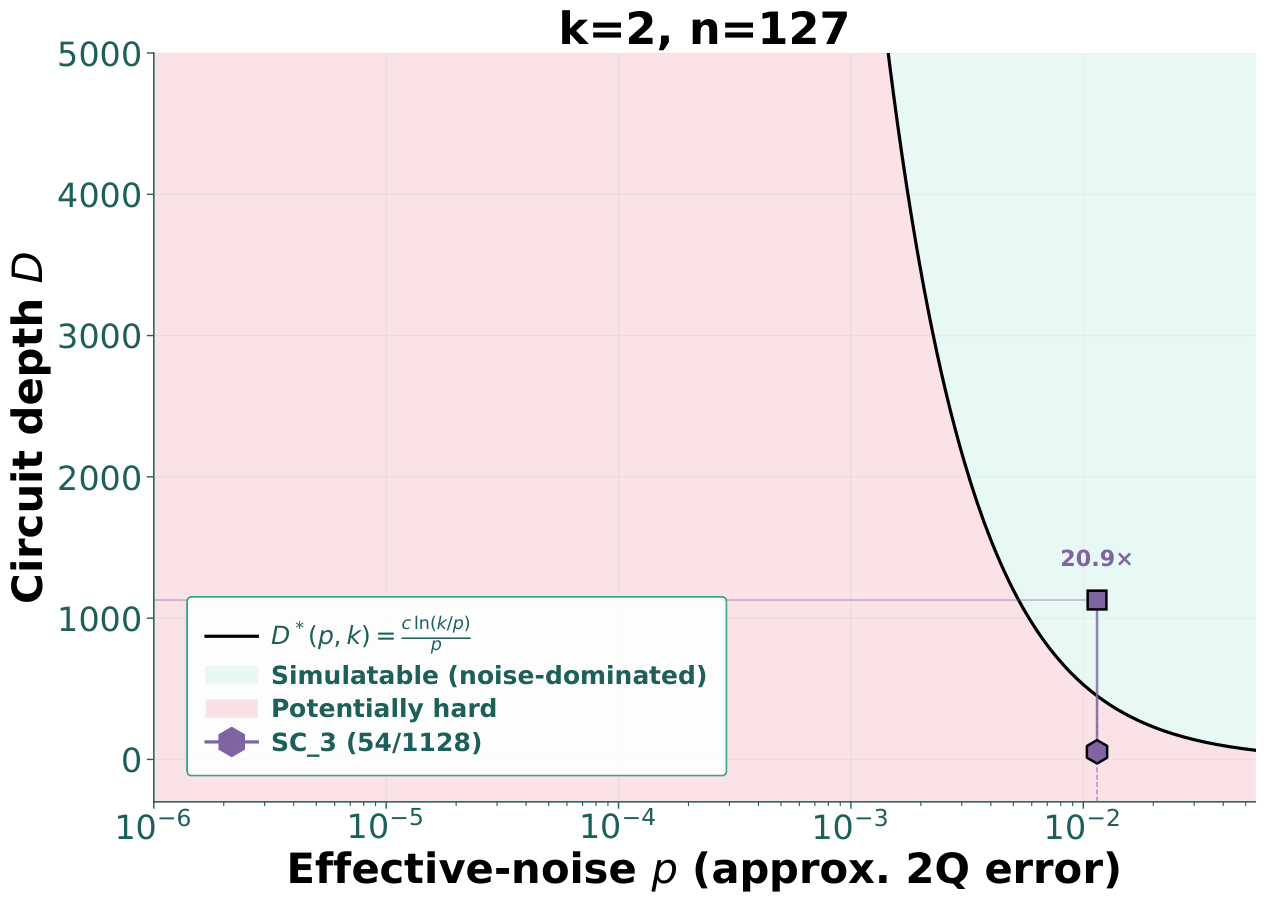 k=2, n=127
5000
4000
3000
2000
1000
0
Circuit depth D
20.9×
D*(p, k) = c ln(k/p) / p
Simulatable (noise-dominated)
Potentially hard
SC_3 (54/1128)
10⁻⁶ 10⁻⁵ 10⁻⁴ 10⁻³ 10⁻²
Effective-noise p (approx. 2Q error)